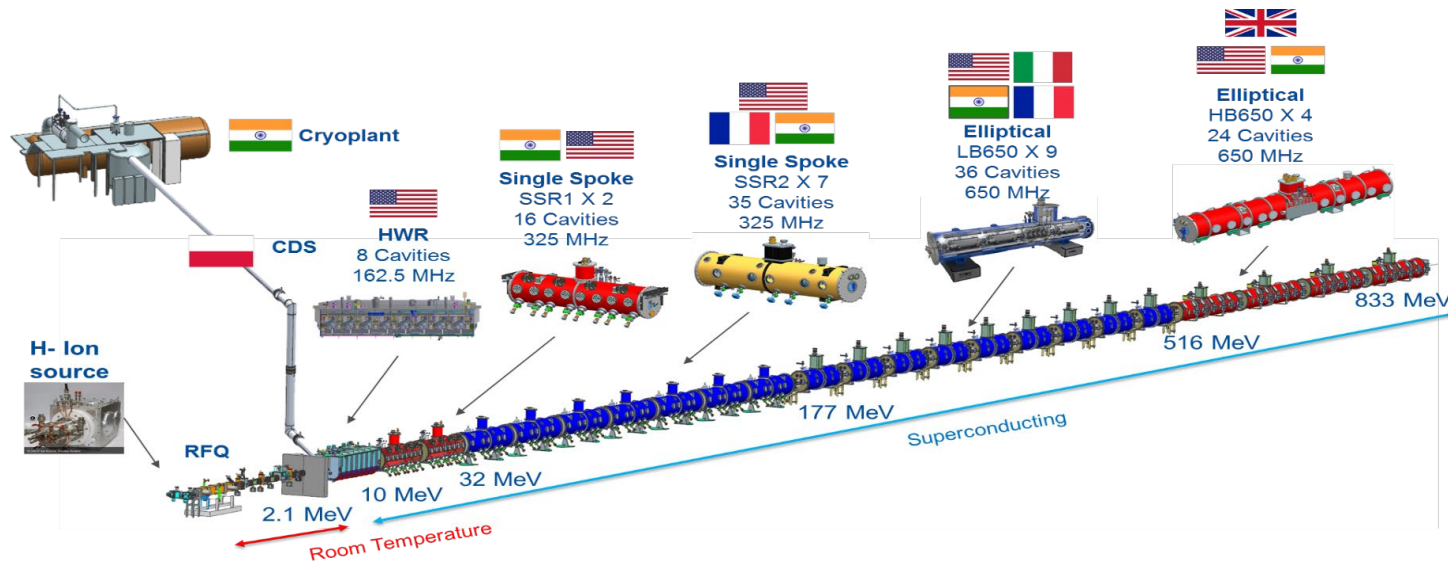 Cryoplant
CDS
HWR
8 Cavities
162.5 MHz
Single Spoke
SSR1 X 2
16 Cavities
325 MHz
Single Spoke
SSR2 X 7
35 Cavities
325 MHz
Elliptical
LB650 X 9
36 Cavities
650 MHz
Elliptical
HB650 X 4
24 Cavities
650 MHz
H- Ion
source
RFQ
2.1 MeV
10 MeV
32 MeV
177 MeV
516 MeV
833 MeV
Room Temperature
Superconducting